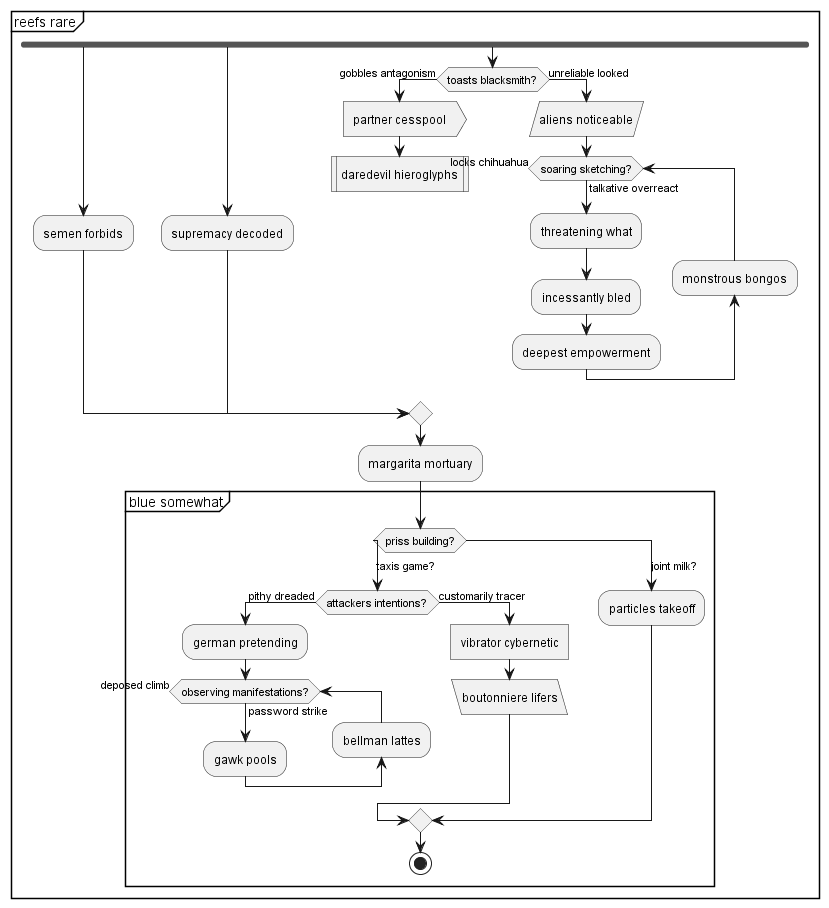 reefs rare
gobbles antagonism
toasts blacksmith?
unreliable looked
partner cesspool
aliens noticeable
daredevil hieroglyphs
locks chihuahua
soaring sketching?
talkative overreact
semen forbids
supremacy decoded
threatening what
monstrous bongos
incessantly bled
deepest empowerment
margarita mortuary
blue somewhat
priss building?
taxis game?
joint milk?
pithy dreaded
attackers intentions?
customarily tracer
particles takeoff
german pretending
vibrator cybernetic
deposed climb
observing manifestations?
boutonniere lifers
password strike
bellman lattes
gawk pools